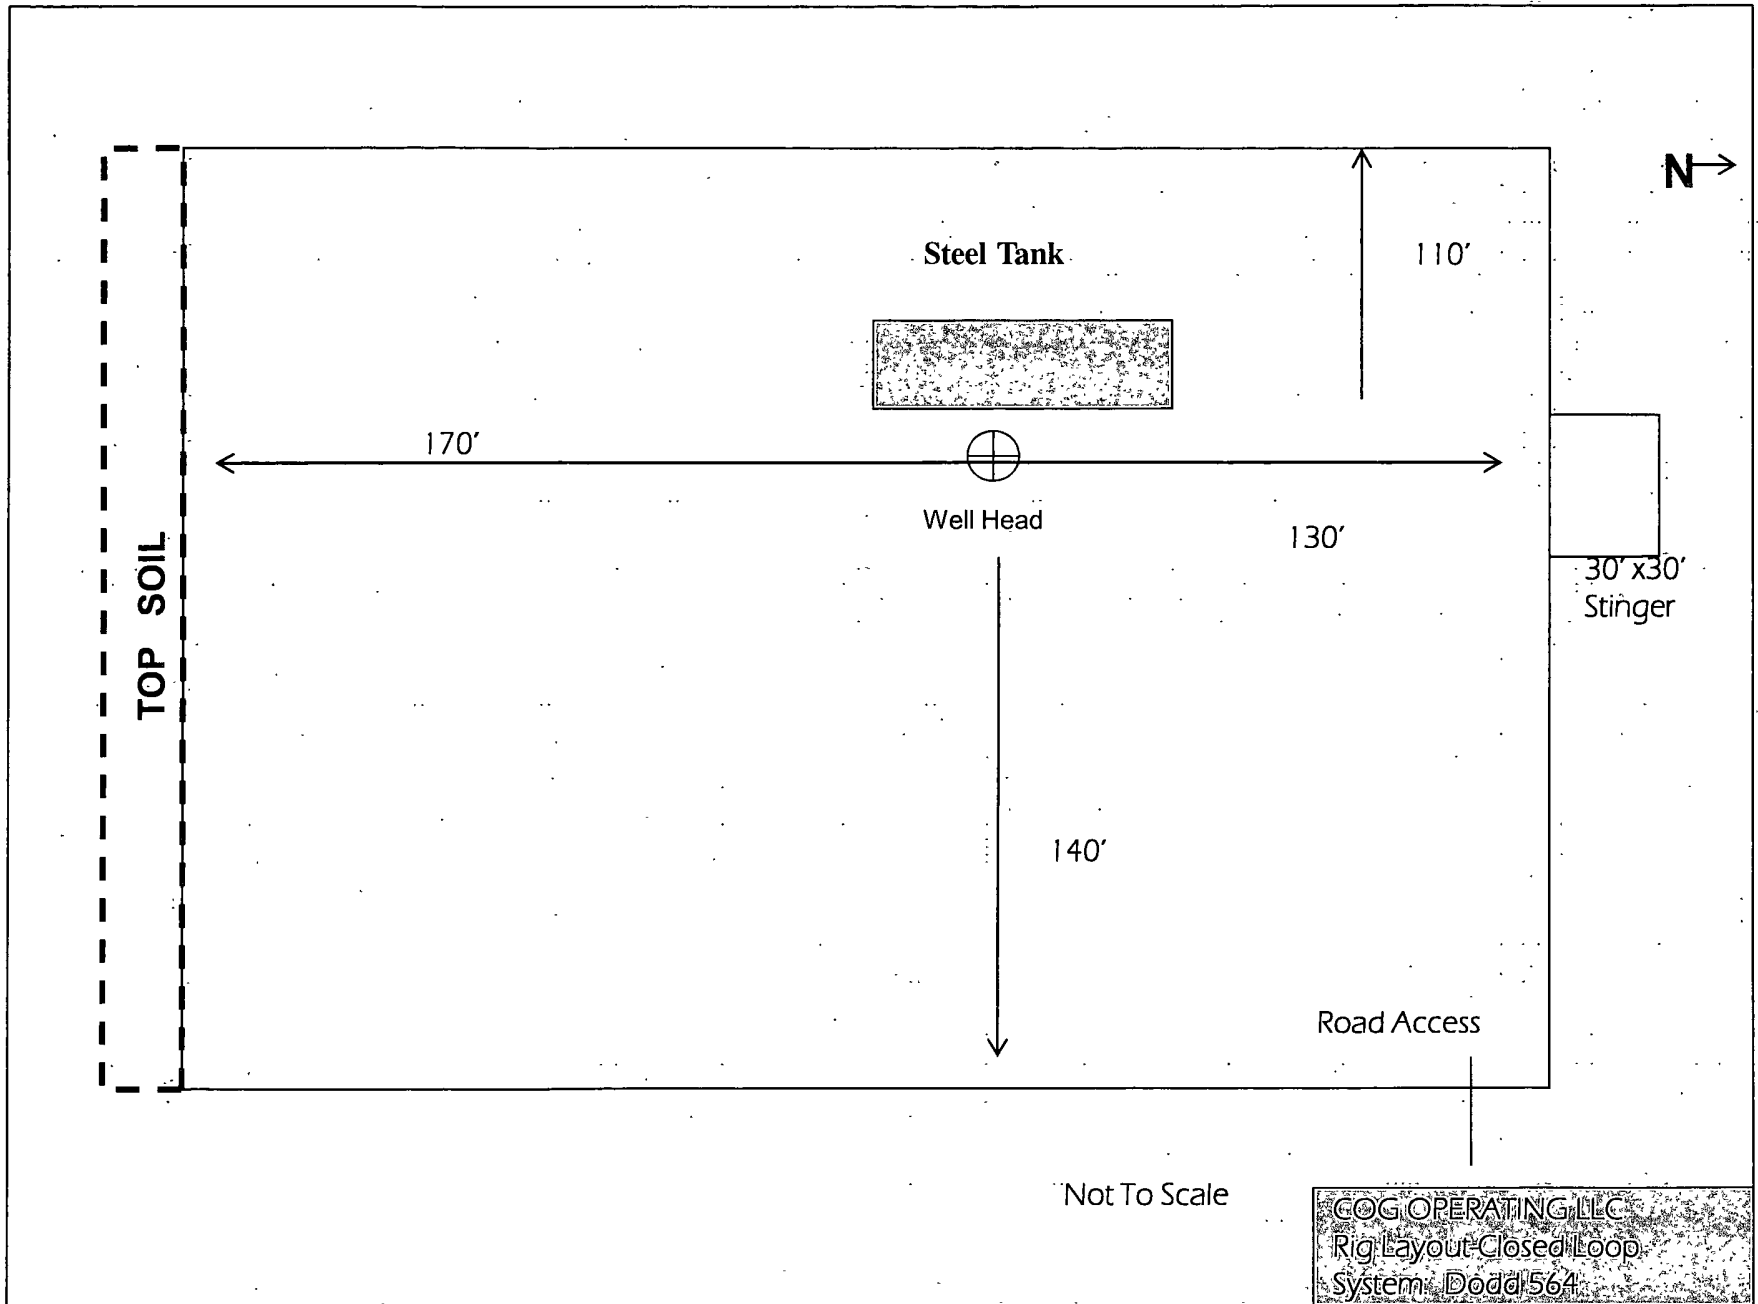 N
Steel Tank
110'
170'
Well Head
130'
30'x30'
Stinger
TOP SOIL
140'
Road Access
Not To Scale
COG OPERATING LLC
Rig Layout-Closed Loop
System Dodd 564